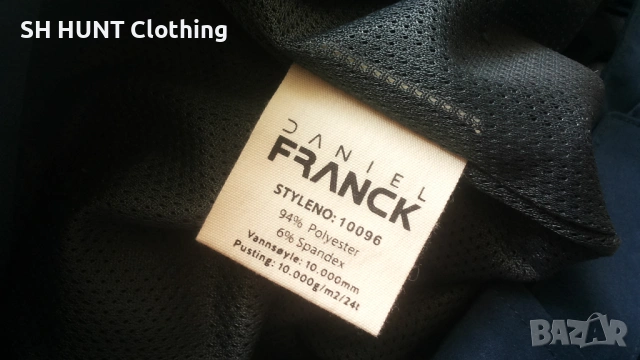 SH HUNT Clothing
DANIEL
FRANCK
STYLENO: 10096
94% Polyester
6% Spandex
Vannsøyle: 10.000mm
Pusting: 10.000g/m2/24t
BAZAR